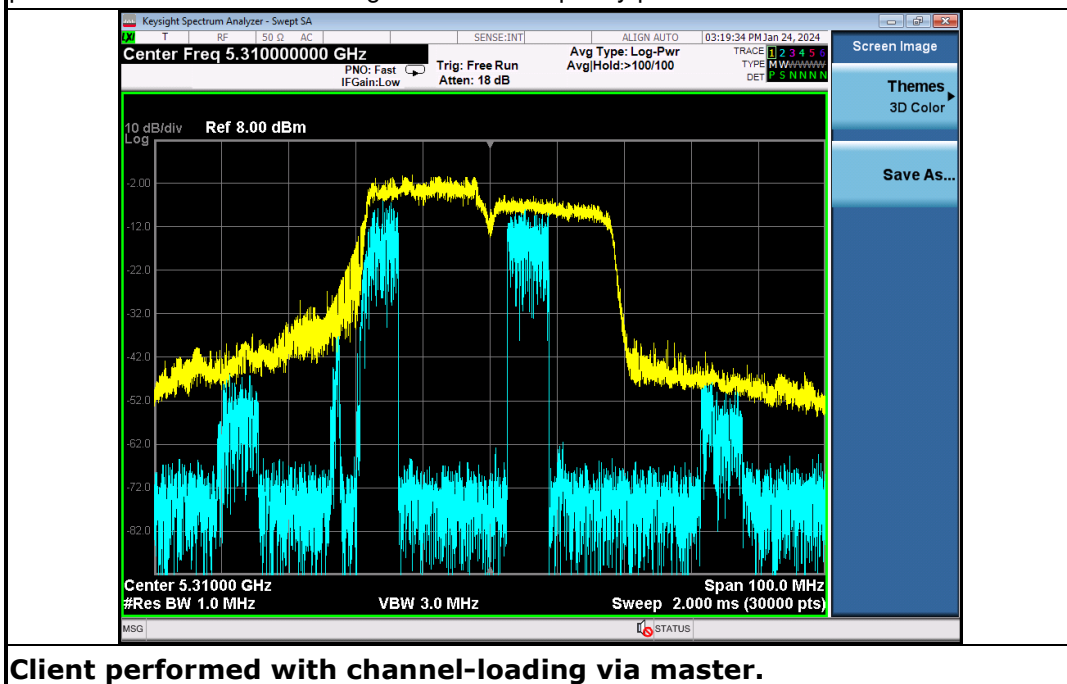 Keysight Spectrum Analyzer - Swept SA
LXI T RF 50 Ω AC SENSE:INT ALIGN AUTO 03:19:34 PM Jan 24, 2024
Center Freq 5.310000000 GHz
PNO: Fast
IFGain:Low
Trig: Free Run
Atten: 18 dB
Avg Type: Log-Pwr
Avg|Hold:>100/100
TRACE 1 2 3 4 5 6
TYPE M W
DET P S N N N N
10 dB/div Ref 8.00 dBm
Log
-2.00
-12.0
-22.0
-32.0
-42.0
-52.0
-62.0
-72.0
-82.0
Center 5.31000 GHz Span 100.0 MHz
#Res BW 1.0 MHz VBW 3.0 MHz Sweep 2.000 ms (30000 pts)
MSG STATUS
Screen Image
Themes
3D Color
Save As...
Client performed with channel-loading via master.